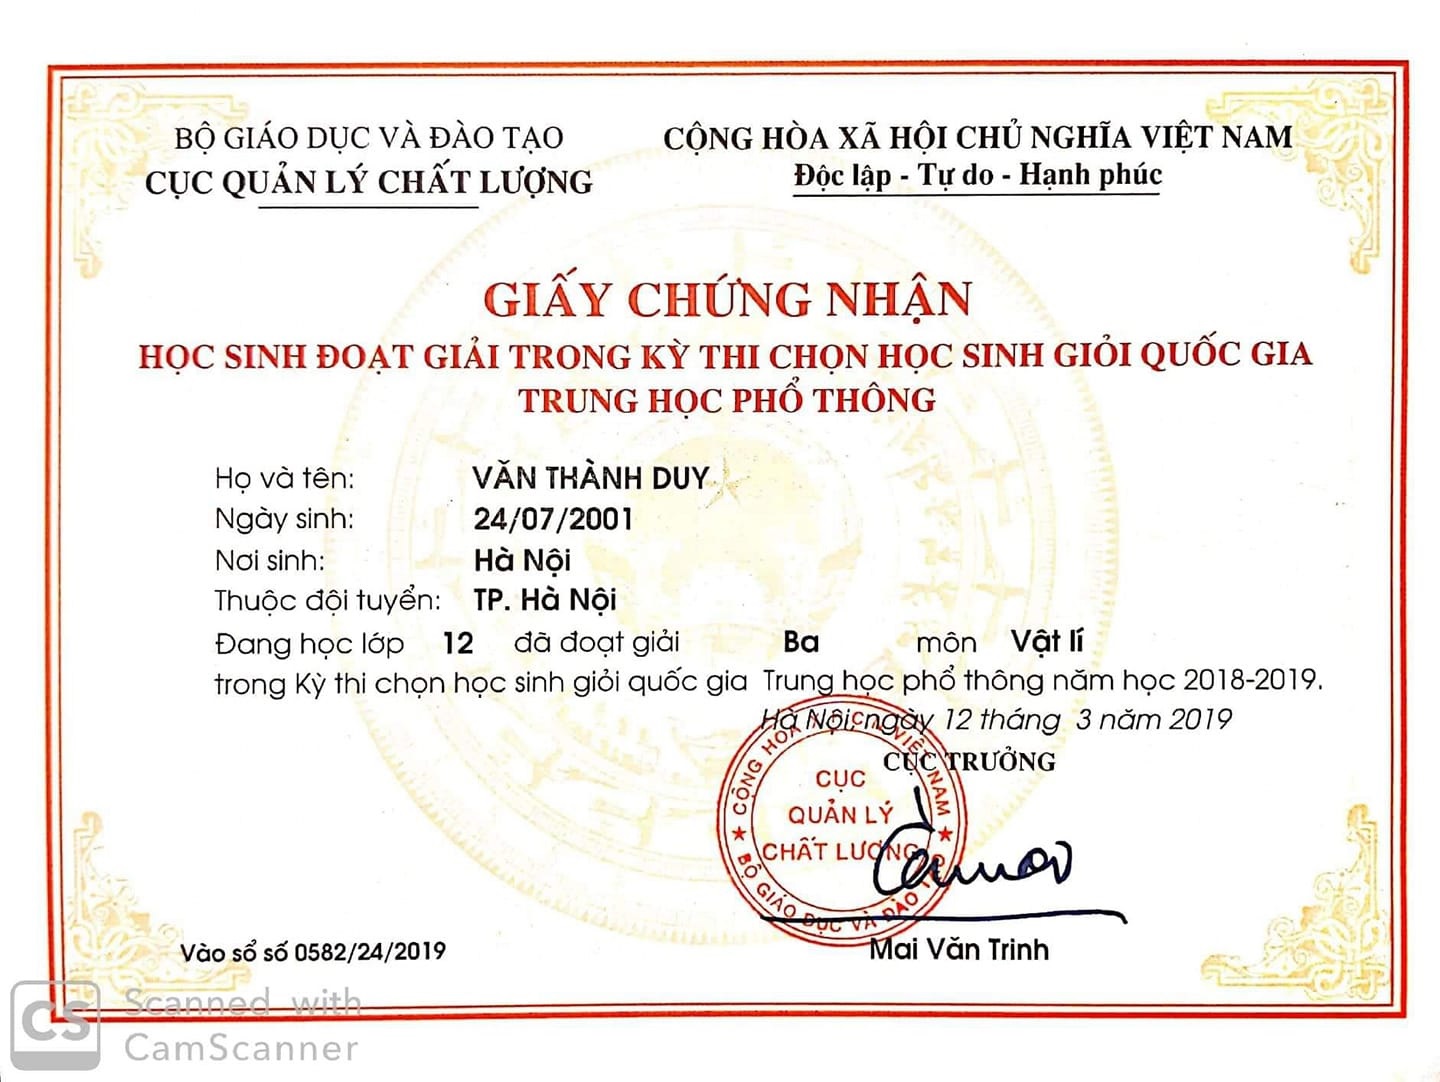 BỘ GIÁO DỤC VÀ ĐÀO TẠO
CỤC QUẢN LÝ CHẤT LƯỢNG
CỘNG HÒA XÃ HỘI CHỦ NGHĨA VIỆT NAM
Độc lập - Tự do - Hạnh phúc
GIẤY CHỨNG NHẬN
HỌC SINH ĐOẠT GIẢI TRONG KỲ THI CHỌN HỌC SINH GIỎI QUỐC GIA
TRUNG HỌC PHỔ THÔNG
Họ và tên: VĂN THÀNH DUY
Ngày sinh: 24/07/2001
Nơi sinh: Hà Nội
Thuộc đội tuyển: TP. Hà Nội
Đang học lớp 12 đã đoạt giải Ba môn Vật lí
trong Kỳ thi chọn học sinh giỏi quốc gia Trung học phổ thông năm học 2018-2019.
Hà Nội, ngày 12 tháng 3 năm 2019
CỤC TRƯỞNG
CỘNG HÒA X.H.C.N VIỆT NAM
CỤC
QUẢN LÝ
CHẤT LƯỢNG
BỘ GIÁO DỤC VÀ ĐÀO TẠO
Mai Văn Trinh
Vào sổ số 0582/24/2019
CS
Scanned with
CamScanner